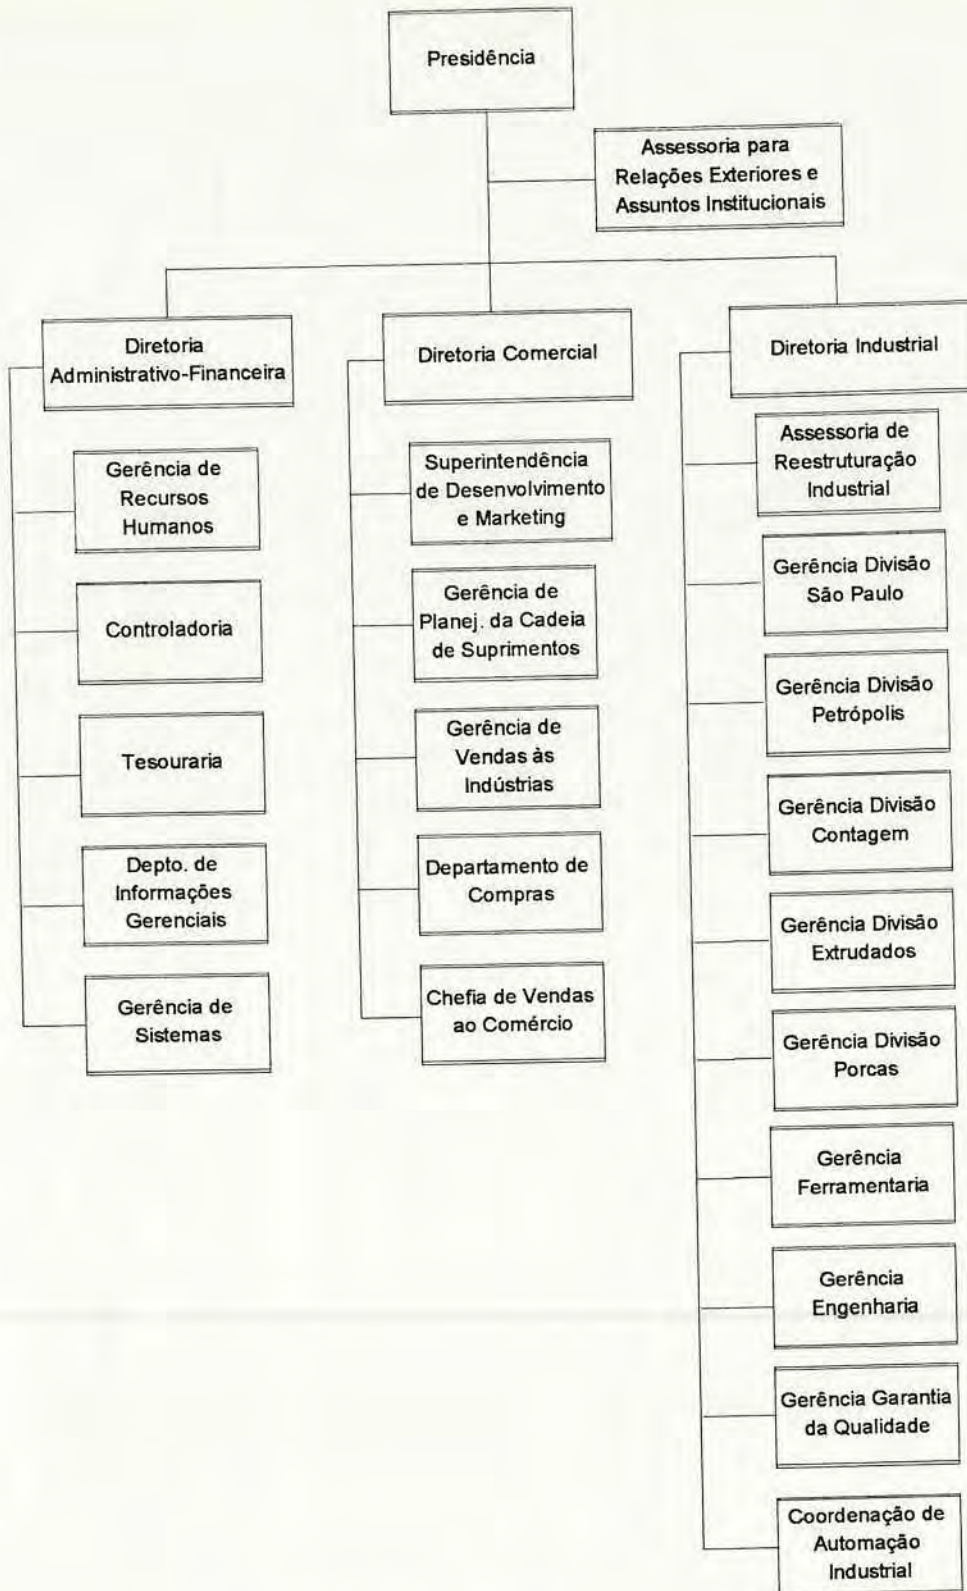 Presidência
Assessoria para
Relações Exteriores e
Assuntos Institucionais
Diretoria
Administrativo-Financeira
Gerência de
Recursos
Humanos
Controladoria
Tesouraria
Depto. de
Informações
Gerenciais
Gerência de
Sistemas
Diretoria Comercial
Superintendência
de Desenvolvimento
e Marketing
Gerência de
Planej. da Cadeia
de Suprimentos
Gerência de
Vendas às
Indústrias
Departamento de
Compras
Chefia de Vendas
ao Comércio
Diretoria Industrial
Assessoria de
Reestruturação
Industrial
Gerência Divisão
São Paulo
Gerência Divisão
Petrópolis
Gerência Divisão
Contagem
Gerência Divisão
Extrudados
Gerência Divisão
Porcas
Gerência
Ferramentaria
Gerência
Engenharia
Gerência Garantia
da Qualidade
Coordenação de
Automação
Industrial